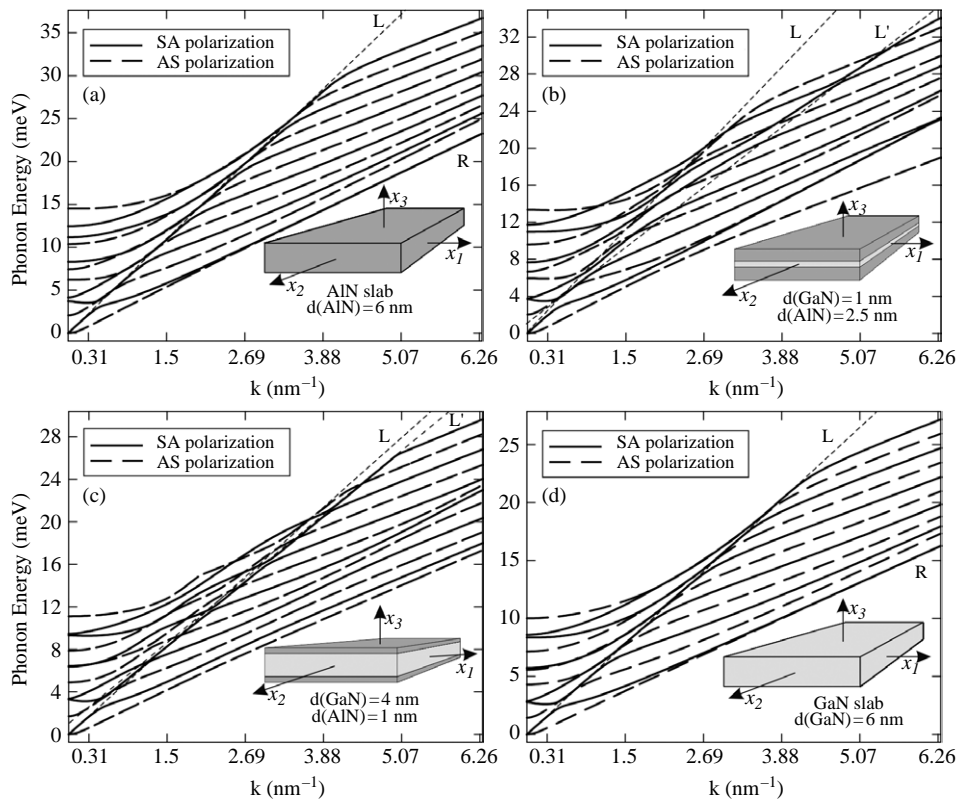 35
30
25
20
15
10
5
0
Phonon Energy (meV)
SA polarization
AS polarization
(a)
L
R
x3
x1
x2
AlN slab
d(AlN) = 6 nm
0.31 1.5 2.69 3.88 5.07 6.26
k (nm⁻¹)
32
28
24
20
16
12
8
4
0
SA polarization
AS polarization
(b)
L
L'
x3
x1
x2
d(GaN) = 1 nm
d(AlN) = 2.5 nm
0.31 1.5 2.69 3.88 5.07 6.26
k (nm⁻¹)
28
24
20
16
12
8
4
0
Phonon Energy (meV)
SA polarization
AS polarization
(c)
L
L'
x3
x1
x2
d(GaN) = 4 nm
d(AlN) = 1 nm
0.31 1.5 2.69 3.88 5.07 6.26
k (nm⁻¹)
25
20
15
10
5
0
SA polarization
AS polarization
(d)
L
R
x3
x1
x2
GaN slab
d(GaN) = 6 nm
0.31 1.5 2.69 3.88 5.07 6.26
k (nm⁻¹)